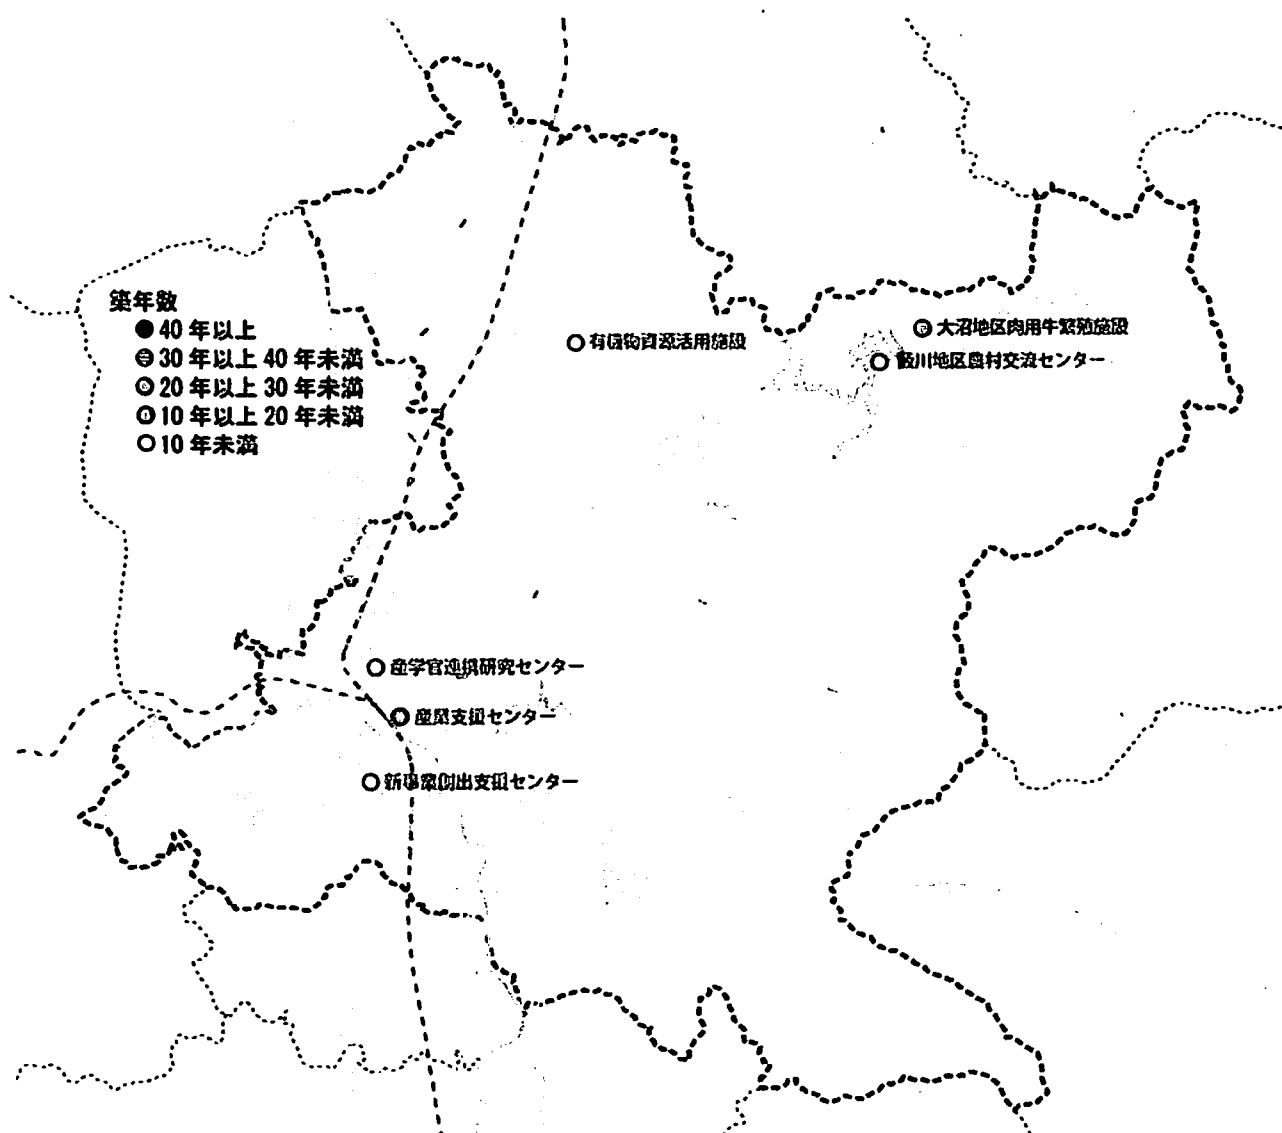 築年数
40年以上
30年以上40年未満
20年以上30年未満
10年以上20年未満
10年未満
有機物資源活用施設
大沼地区肉用牛繁殖施設
飯川地区農村交流センター
産学官連携研究センター
産業支援センター
新事業創出支援センター